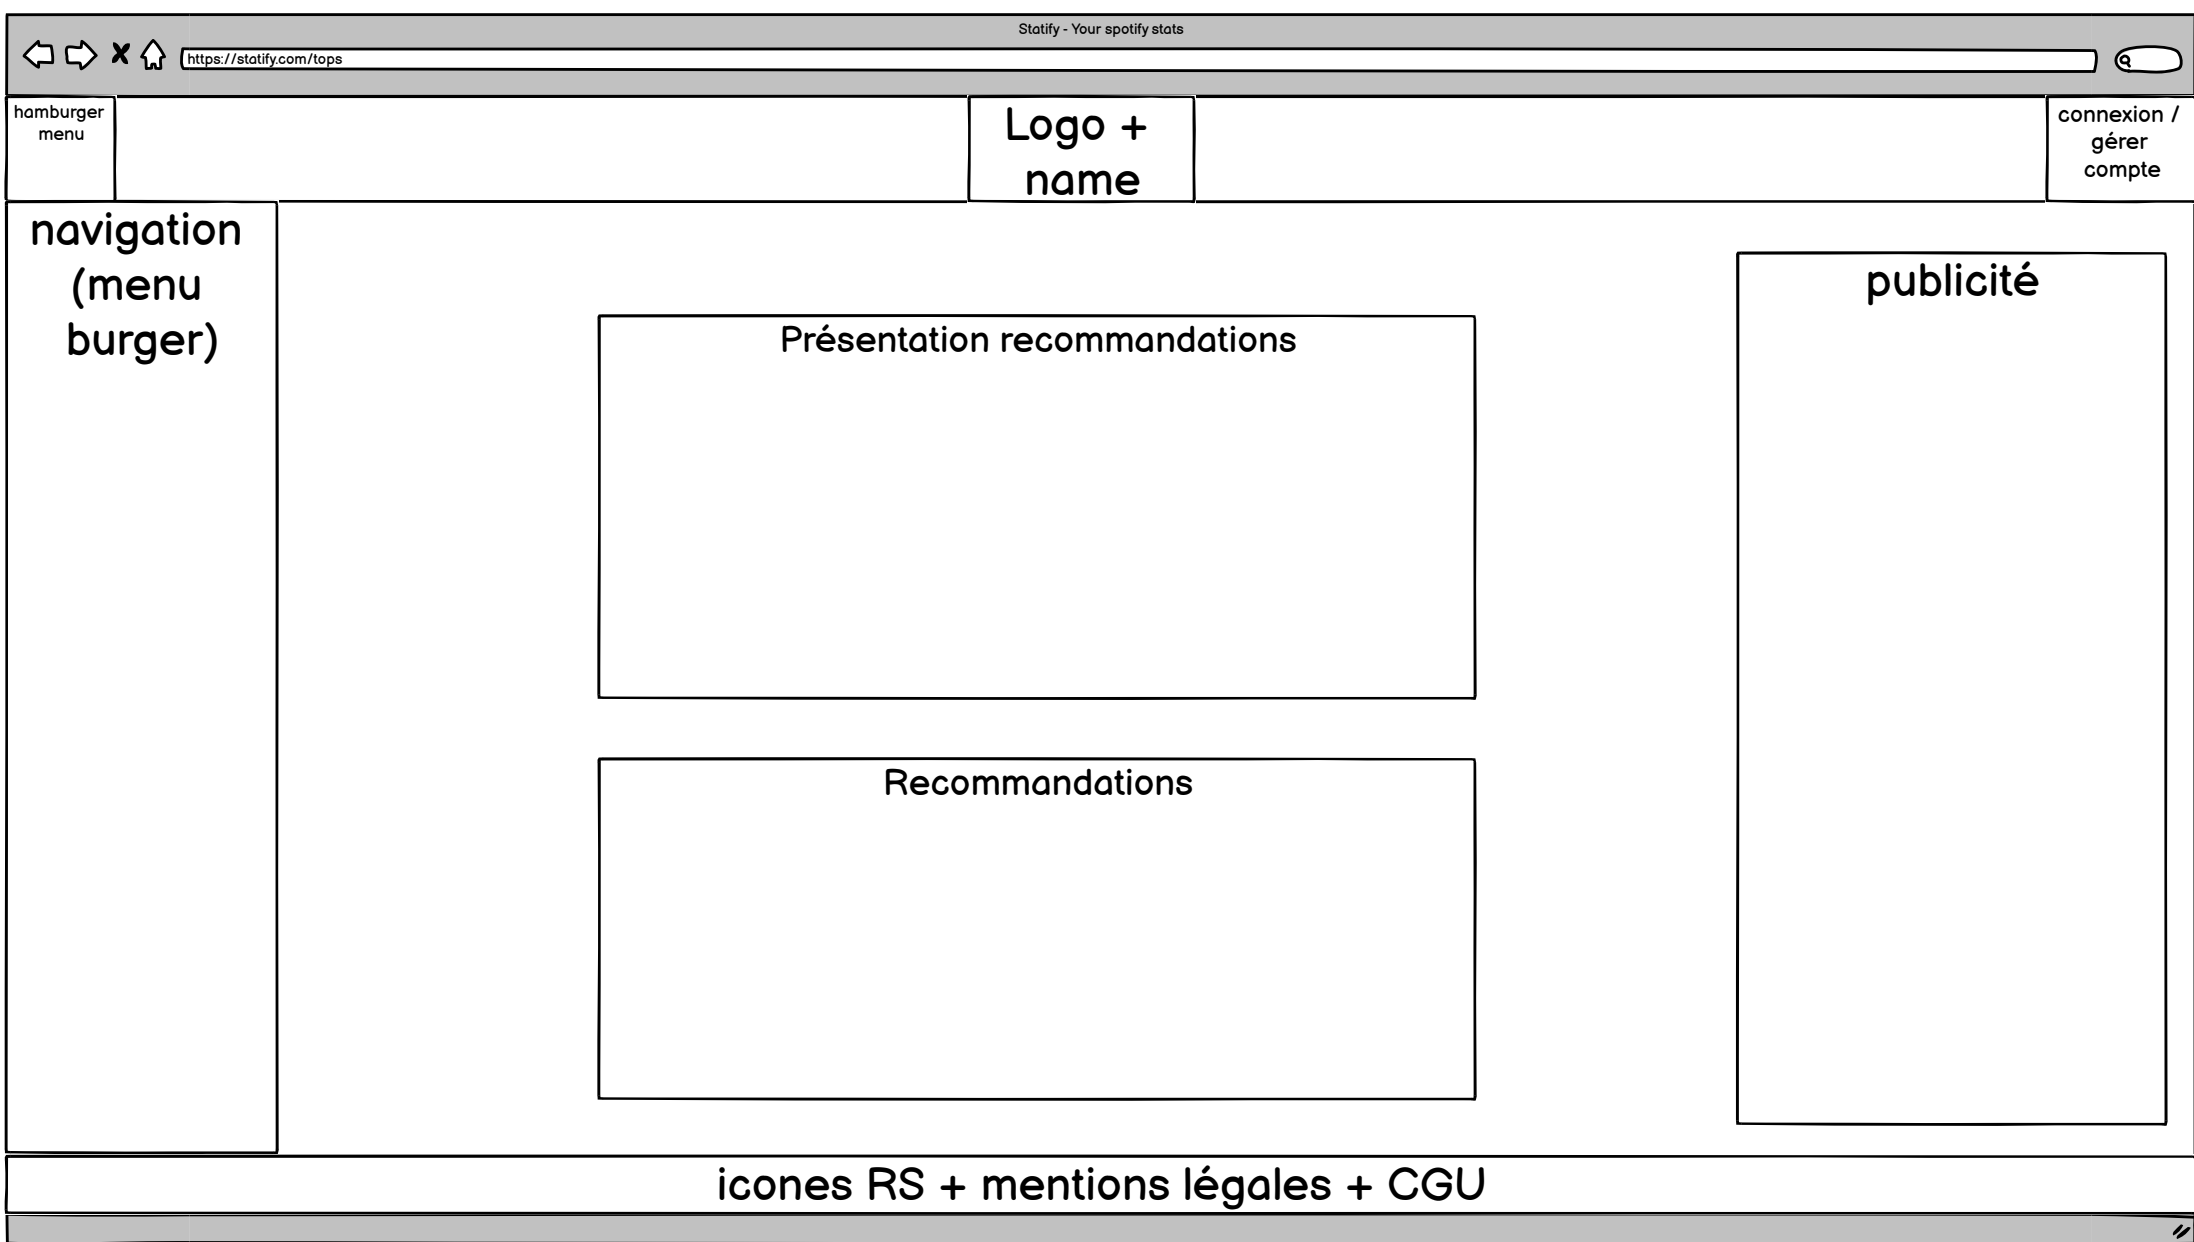 Statify - Your spotify stats
https://statify.com/tops
hamburger
menu
Logo +
name
connexion /
gérer
compte
navigation
(menu
burger)
publicité
Présentation recommandations
Recommandations
icones RS + mentions légales + CGU